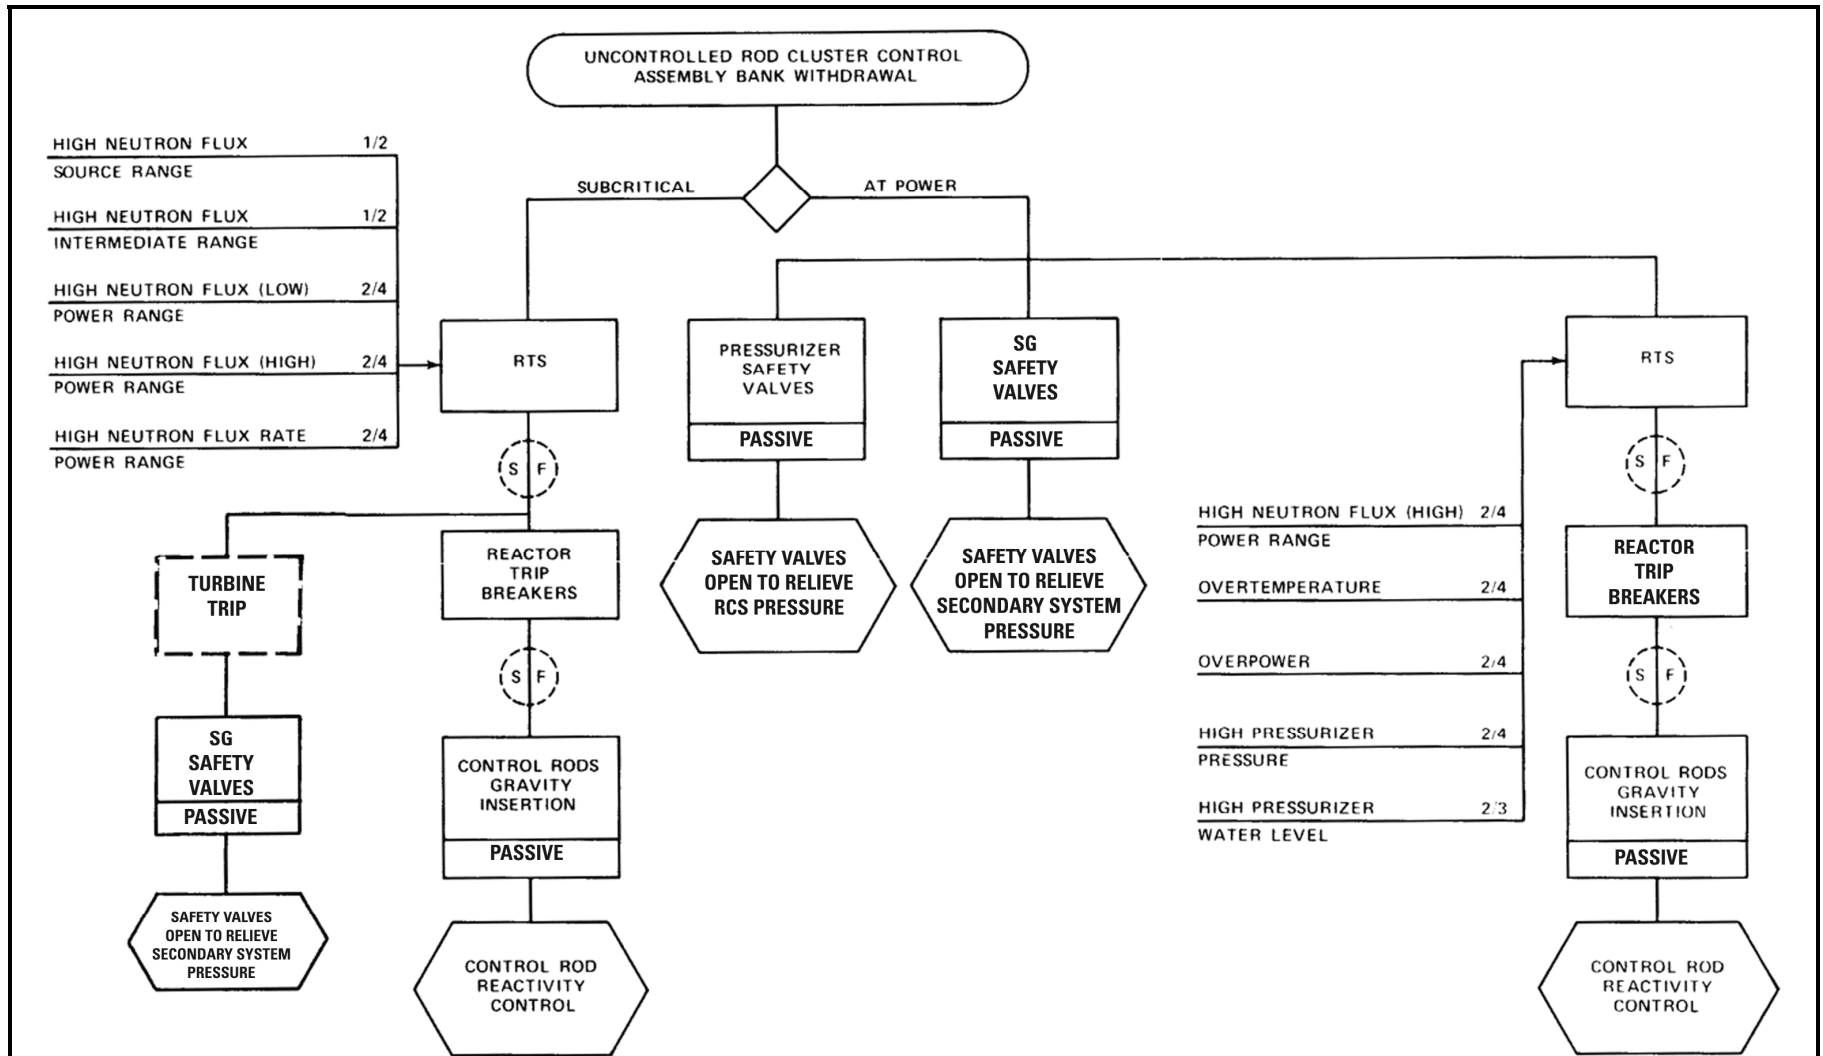 UNCONTROLLED ROD CLUSTER CONTROL
ASSEMBLY BANK WITHDRAWAL
SUBCRITICAL
AT POWER
HIGH NEUTRON FLUX 1/2
SOURCE RANGE
HIGH NEUTRON FLUX 1/2
INTERMEDIATE RANGE
HIGH NEUTRON FLUX (LOW) 2/4
POWER RANGE
HIGH NEUTRON FLUX (HIGH) 2/4
POWER RANGE
HIGH NEUTRON FLUX RATE 2/4
POWER RANGE
RTS
S F
TURBINE
TRIP
SG
SAFETY
VALVES
PASSIVE
SAFETY VALVES
OPEN TO RELIEVE
SECONDARY SYSTEM
PRESSURE
REACTOR
TRIP
BREAKERS
S F
CONTROL RODS
GRAVITY
INSERTION
PASSIVE
CONTROL ROD
REACTIVITY
CONTROL
PRESSURIZER
SAFETY
VALVES
PASSIVE
SAFETY VALVES
OPEN TO RELIEVE
RCS PRESSURE
SG
SAFETY
VALVES
PASSIVE
SAFETY VALVES
OPEN TO RELIEVE
SECONDARY SYSTEM
PRESSURE
HIGH NEUTRON FLUX (HIGH) 2/4
POWER RANGE
OVERTEMPERATURE 2/4
OVERPOWER 2/4
HIGH PRESSURIZER 2/4
PRESSURE
HIGH PRESSURIZER 2/3
WATER LEVEL
RTS
S F
REACTOR
TRIP
BREAKERS
S F
CONTROL RODS
GRAVITY
INSERTION
PASSIVE
CONTROL ROD
REACTIVITY
CONTROL